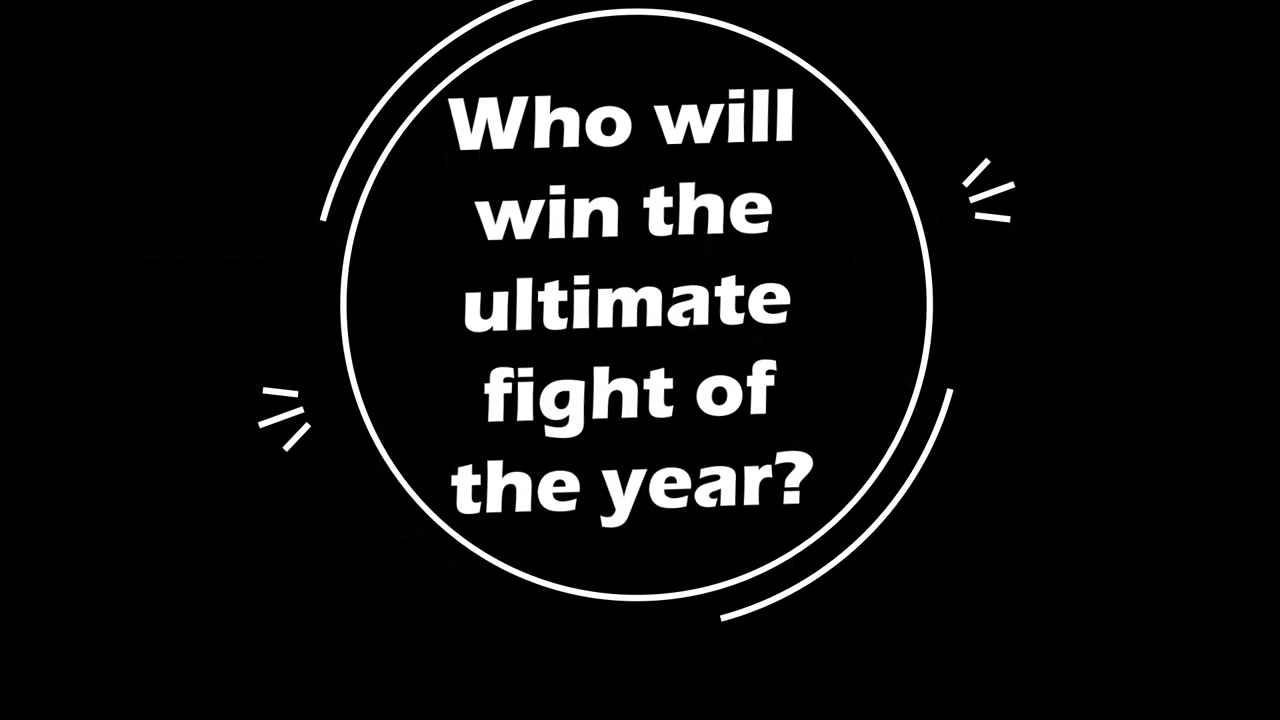 Who will
win the
ultimate
fight of
the year?